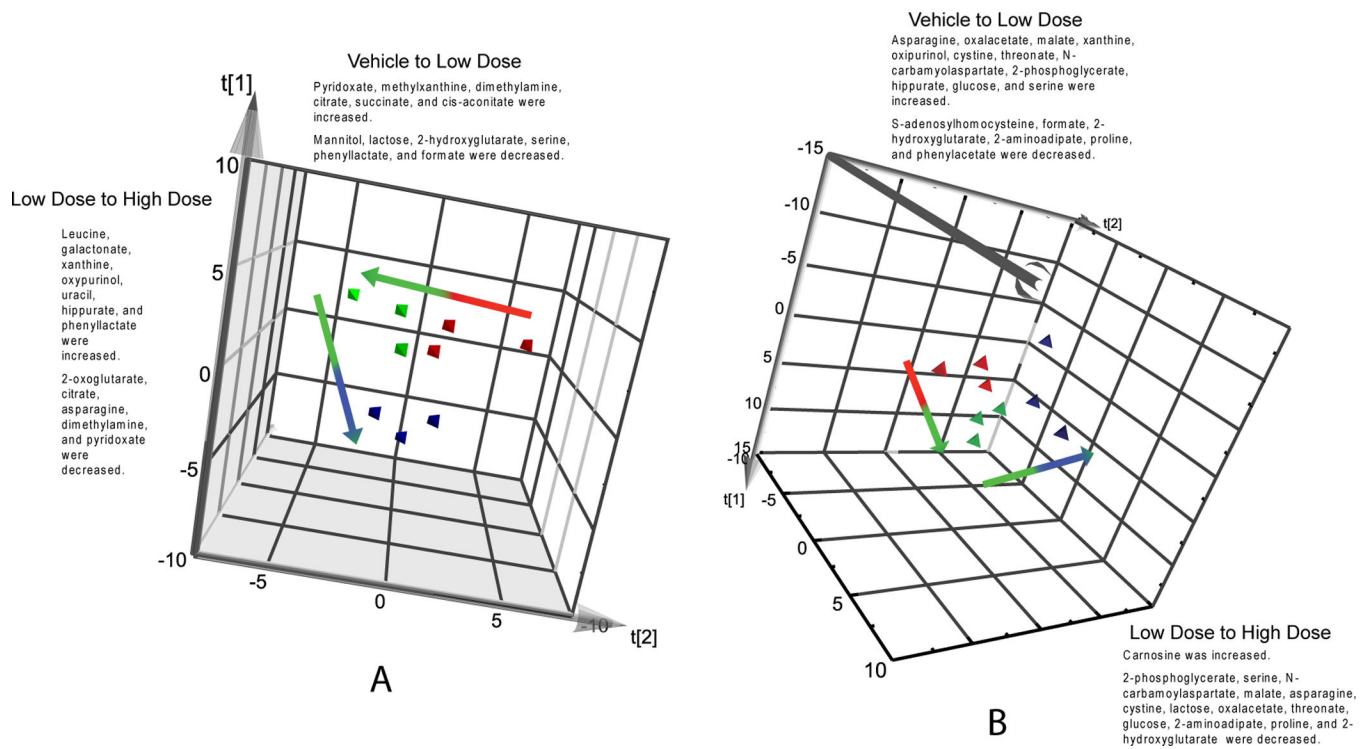 Vehicle to Low Dose
Pyridoxate, methylxanthine, dimethylamine,
citrate, succinate, and cis-aconitate were
increased.
Mannitol, lactose, 2-hydroxyglutarate, serine,
phenyllactate, and formate were decreased.
t[1]
10
5
0
-5
-10
Low Dose to High Dose
Leucine,
galactonate,
xanthine,
oxypurinol,
uracil,
hippurate, and
phenyllactate
were
increased.
2-oxoglutarate,
citrate,
asparagine,
dimethylamine,
and pyridoxate
were
decreased.
-5
0
5
-10
t[2]
A
Vehicle to Low Dose
Asparagine, oxalacetate, malate, xanthine,
oxipurinol, cystine, threonate, N-
carbamyolaspartate, 2-phosphoglycerate,
hippurate, glucose, and serine were
increased.
S-adenosylhomocysteine, formate, 2-
hydroxyglutarate, 2-aminoadipate, proline,
and phenylacetate were decreased.
-15
-10
-5
0
5
10
15
t[2]
-10
t[1]
-5
0
5
10
Low Dose to High Dose
Carnosine was increased.
2-phosphoglycerate, serine, N-
carbamoylaspartate, malate, asparagine,
cystine, lactose, oxalacetate, threonate,
glucose, 2-aminoadipate, proline, and 2-
hydroxyglutarate were decreased.
B